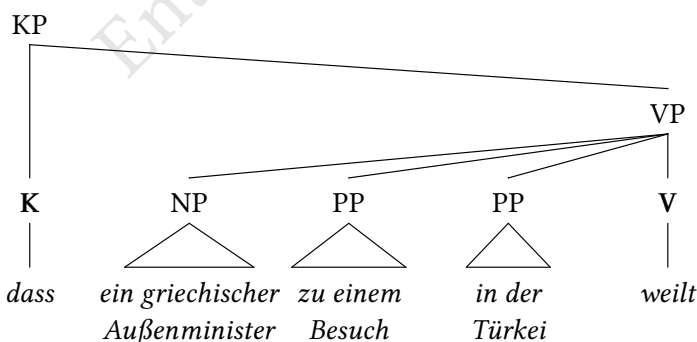 KP
VP
K NP PP PP V
dass ein griechischer zu einem in der weilt
Außenminister Besuch Türkei